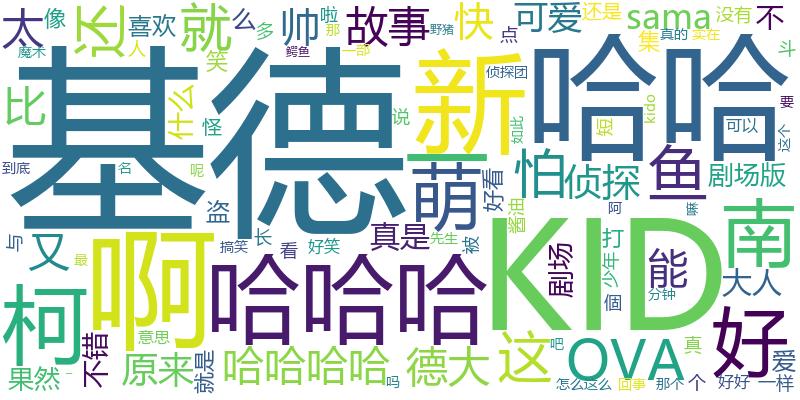 太 像 还 喜欢 就 么 多 帅 啦 故事 快 点 可爱 还是 sama 没有 不
魔术 人 笑 那 鳄鱼 一部 野猪 集 真的 实在 斗
比 什么 怪 说 新 侦探团 哈哈 短 kido 要
基德 如此 可以 这个
到底 名 呢 盗 萌 好看 怕 侦探 鱼 剧场版
与 又 搞笑 长 看 好笑 真是 先生 被 酱油 KID 阿 嘛 南
柯 啊 哈哈哈 剧场 少年 打 個 能 大人
分钟 好
果然 不错 意思 原来 就是 哈哈哈哈 吗 德大 这 吧 OVA 真 爱
最 怎么这么 回事 那个 个 好好 一样